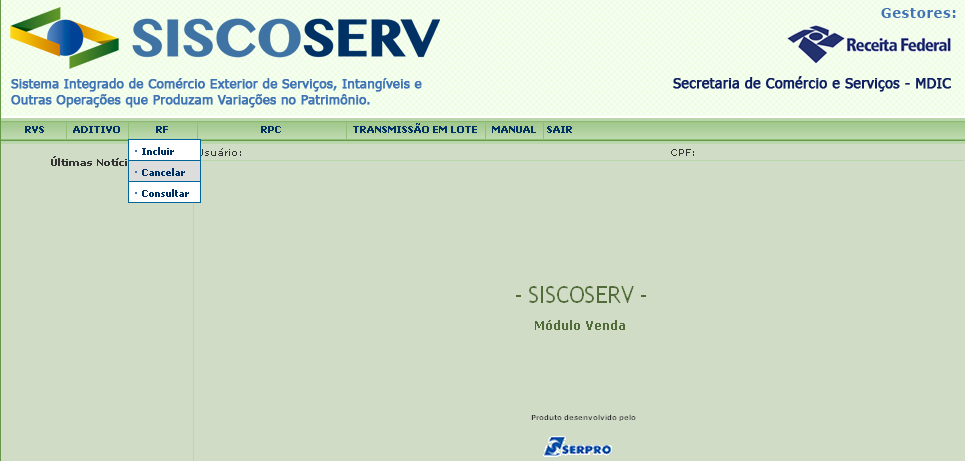 Gestores:
SISCOSERV
Receita Federal
Sistema Integrado de Comércio Exterior de Serviços, Intangíveis e
Outras Operações que Produzam Variações no Patrimônio.
Secretaria de Comércio e Serviços - MDIC
RVS ADITIVO RF RPC TRANSMISSÃO EM LOTE MANUAL SAIR
Últimas Notíci
· Incluir
· Cancelar
· Consultar
Usuário: CPF:
- SISCOSERV -
Módulo Venda
Produto desenvolvido pelo
SERPRO